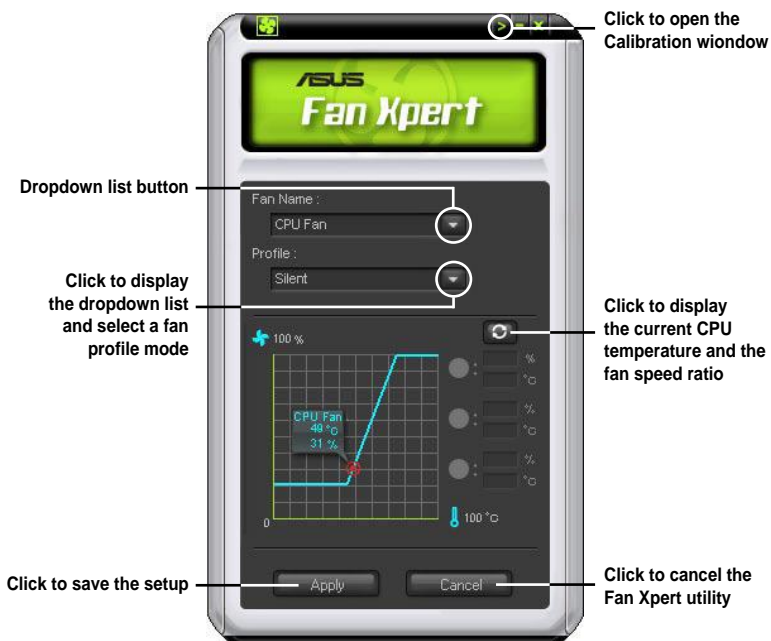 Click to open the
Calibration wiondow
ASUS
Fan Xpert
Dropdown list button
Fan Name :
CPU Fan
Profile :
Silent
Click to display
the dropdown list
and select a fan
profile mode
Click to display
the current CPU
temperature and the
fan speed ratio
100 %
%
°C
%
°C
%
°C
CPU Fan
49 °C
31 %
0
100 °C
Click to save the setup
Apply
Cancel
Click to cancel the
Fan Xpert utility